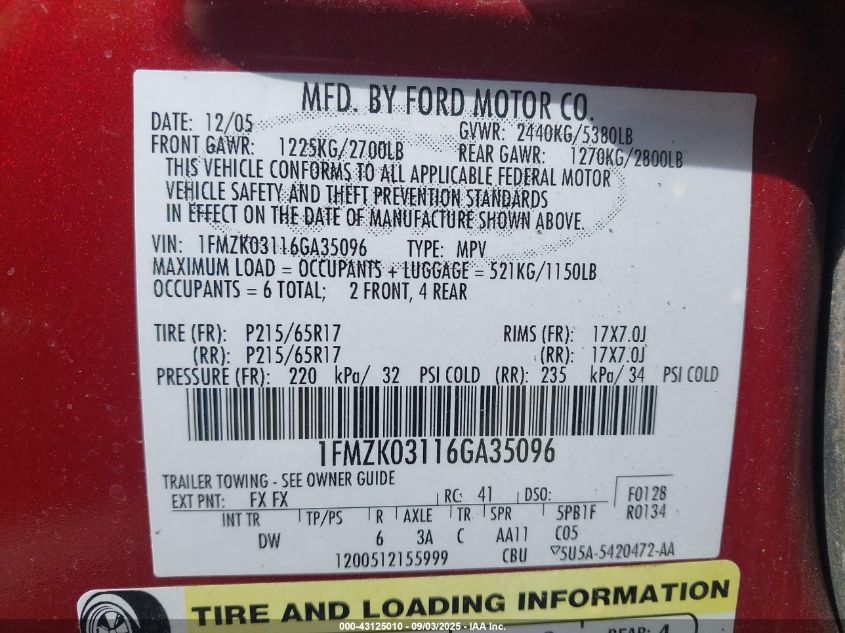 MFD. BY FORD MOTOR CO.
DATE: 12/05 GVWR: 2440KG/5380LB
FRONT GAWR: 1225KG/2700LB REAR GAWR: 1270KG/2800LB
THIS VEHICLE CONFORMS TO ALL APPLICABLE FEDERAL MOTOR
VEHICLE SAFETY AND THEFT PREVENTION STANDARDS
IN EFFECT ON THE DATE OF MANUFACTURE SHOWN ABOVE.
VIN: 1FMZK03116GA35096 TYPE: MPV
MAXIMUM LOAD = OCCUPANTS + LUGGAGE = 521KG/1150LB
OCCUPANTS = 6 TOTAL; 2 FRONT, 4 REAR
TIRE (FR): P215/65R17 RIMS (FR): 17X7.0J
(RR): P215/65R17 (RR): 17X7.0J
PRESSURE (FR): 220 kPa/ 32 PSI COLD (RR): 235 kPa/ 34 PSI COLD
1FMZK03116GA35096
TRAILER TOWING - SEE OWNER GUIDE
EXT PNT: FX FX RC: 41 DSO: F0128
INT TR TP/PS R AXLE TR SPR 5PB1F R0134
DW 6 3A C AA11 C05
1200512155999 CBU 5U5A-5420472-AA
TIRE AND LOADING INFORMATION
REAR: 4
000-43125010 - 09/03/2025 - IAA Inc.